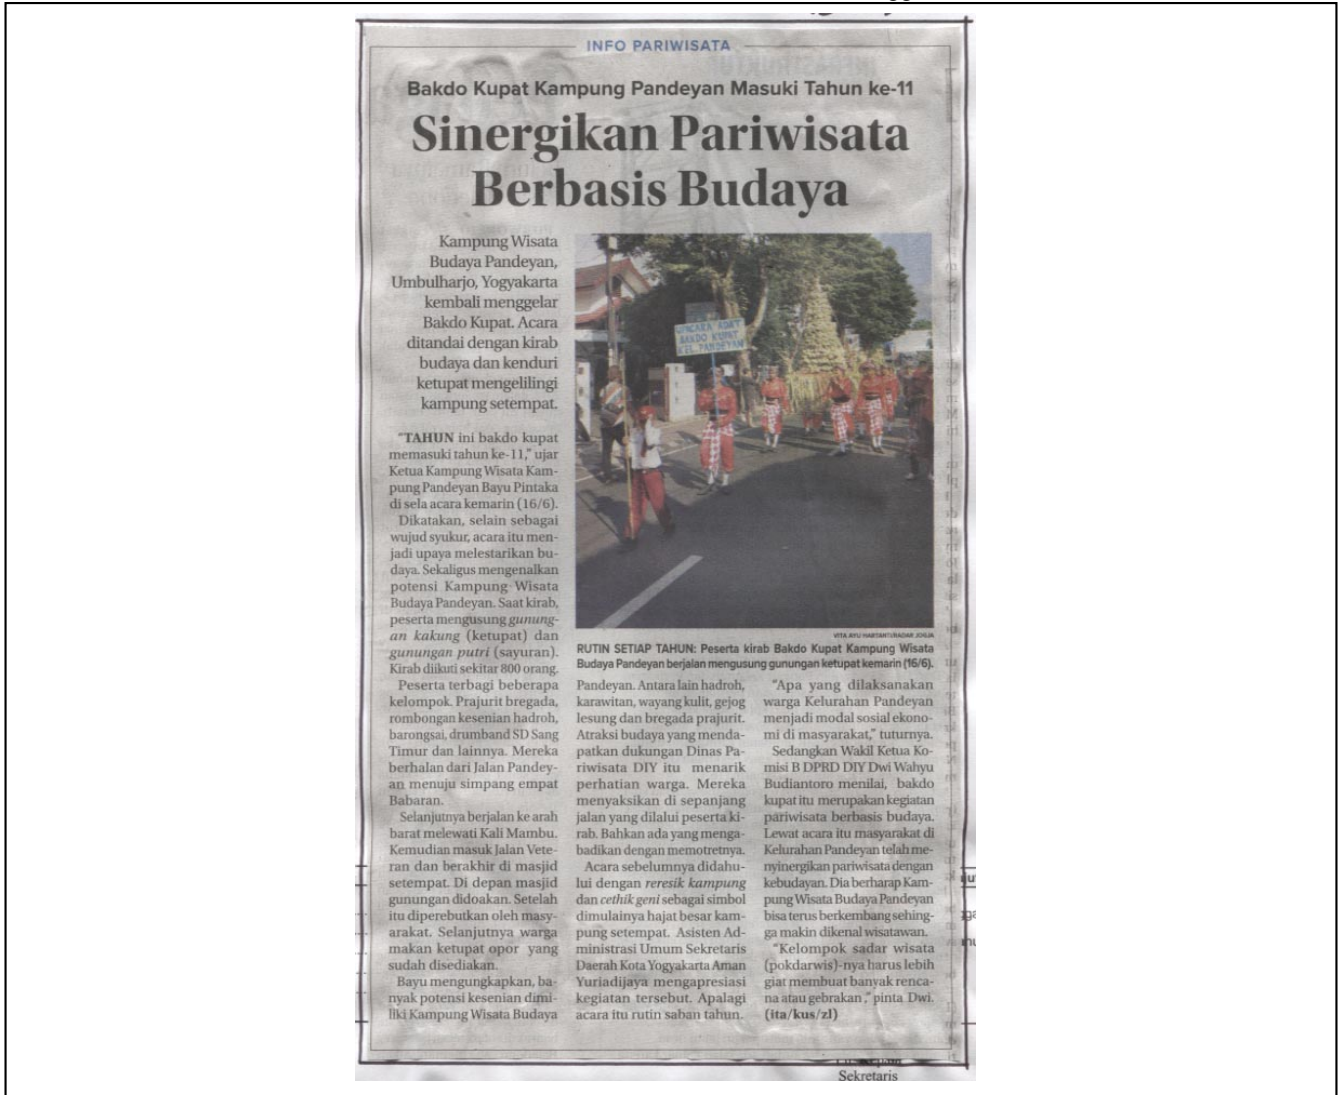 INFO PARIWISATA
Bakdo Kupat Kampung Pandeyan Masuki Tahun ke-11
Sinergikan Pariwisata
Berbasis Budaya
Kampung Wisata
Budaya Pandeyan,
Umbulharjo, Yogyakarta
kembali menggelar
Bakdo Kupat. Acara
ditandai dengan kirab
budaya dan kenduri
ketupat mengelilingi
kampung setempat.
"TAHUN ini bakdo kupat
memasuki tahun ke-11," ujar
Ketua Kampung Wisata Kam-
pung Pandeyan Bayu Pintaka
di sela acara kemarin (16/6).
Dikatakan, selain sebagai
wujud syukur, acara itu men-
jadi upaya melestarikan bu-
daya. Sekaligus mengenalkan
potensi Kampung Wisata
Budaya Pandeyan. Saat kirab,
peserta mengusung gunung-
an kakung (ketupat) dan
gunungan putri (sayuran).
Kirab diikuti sekitar 800 orang.
Peserta terbagi beberapa
kelompok. Prajurit bregada,
rombongan kesenian hadroh,
barongsai, drumband SD Sang
Timur dan lainnya. Mereka
berhalan dari Jalan Pandey-
an menuju simpang empat
Babaran.
Selanjutnya berjalan ke arah
barat melewati Kali Mambu.
Kemudian masuk Jalan Vete-
ran dan berakhir di masjid
setempat. Di depan masjid
gunungan didoakan. Setelah
itu diperebutkan oleh masy-
arakat. Selanjutnya warga
makan ketupat opor yang
sudah disediakan.
Bayu mengungkapkan, ba-
nyak potensi kesenian dimi-
liki Kampung Wisata Budaya
UPACARA ADAT
BAKDO KUPAT
KEL. PANDEYAN
VITA AYU HARTANTI/RADAR JOGJA
RUTIN SETIAP TAHUN: Peserta kirab Bakdo Kupat Kampung Wisata
Budaya Pandeyan berjalan mengusung gunungan ketupat kemarin (16/6).
Pandeyan. Antara lain hadroh,
karawitan, wayang kulit, gejog
lesung dan bregada prajurit.
Atraksi budaya yang menda-
patkan dukungan Dinas Pa-
riwisata DIY itu menarik
perhatian warga. Mereka
menyaksikan di sepanjang
jalan yang dilalui peserta ki-
rab. Bahkan ada yang menga-
badikan dengan memotretnya.
Acara sebelumnya didahu-
lui dengan reresik kampung
dan cethik geni sebagai simbol
dimulainya hajat besar kam-
pung setempat. Asisten Ad-
ministrasi Umum Sekretaris
Daerah Kota Yogyakarta Aman
Yuriadijaya mengapresiasi
kegiatan tersebut. Apalagi
acara itu rutin saban tahun.
"Apa yang dilaksanakan
warga Kelurahan Pandeyan
menjadi modal sosial ekono-
mi di masyarakat," tuturnya.
Sedangkan Wakil Ketua Ko-
misi B DPRD DIY Dwi Wahyu
Budiantoro menilai, bakdo
kupat itu merupakan kegiatan
pariwisata berbasis budaya.
Lewat acara itu masyarakat di
Kelurahan Pandeyan telah me-
nyinergikan pariwisata dengan
kebudayan. Dia berharap Kam-
pung Wisata Budaya Pandeyan
bisa terus berkembang sehing-
ga makin dikenal wisatawan.
"Kelompok sadar wisata
(pokdarwis)-nya harus lebih
giat membuat banyak renca-
na atau gebrakan ," pinta Dwi.
(ita/kus/zl)
Sekretaris